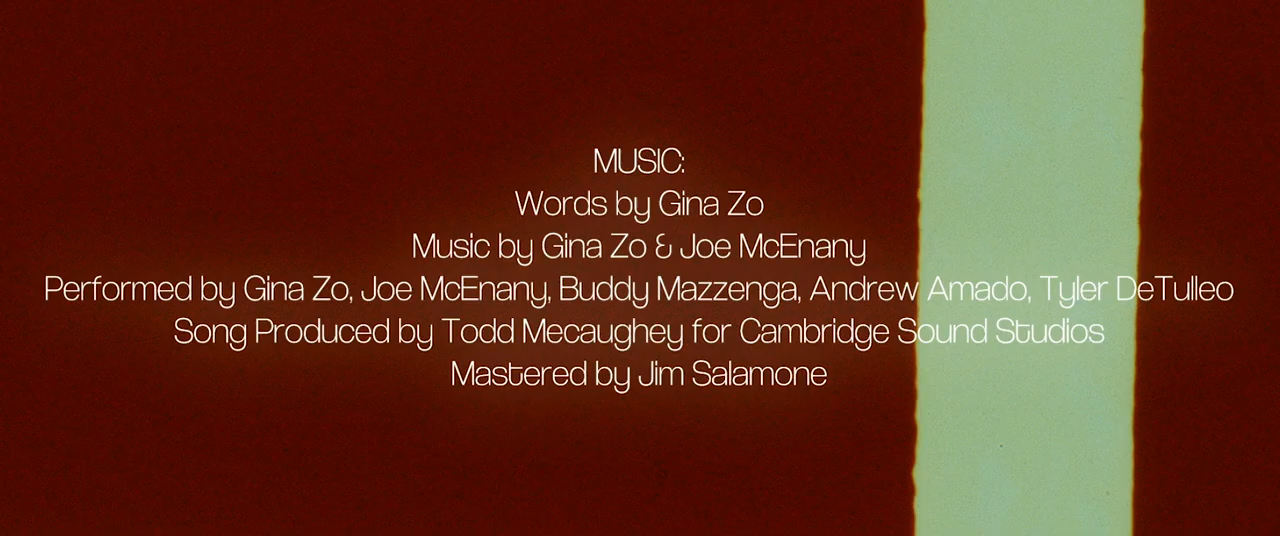 MUSIC:
Words by Gina Zo
Music by Gina Zo & Joe McEnany
Performed by Gina Zo, Joe McEnany, Buddy Mazzenga, Andrew Amado, Tyler DeTulleo
Song Produced by Todd Mecaughey for Cambridge Sound Studios
Mastered by Jim Salamone